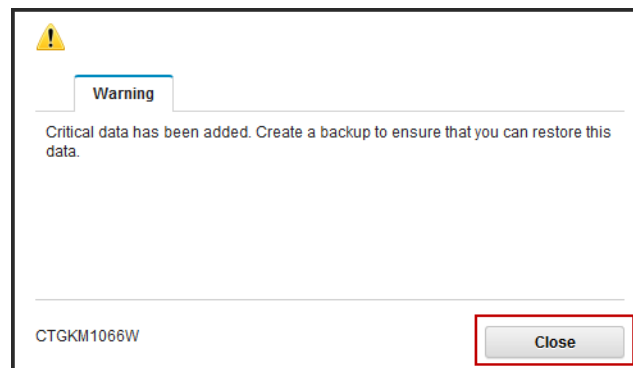 Warning
Critical data has been added. Create a backup to ensure that you can restore this
data.
CTGKM1066W
Close